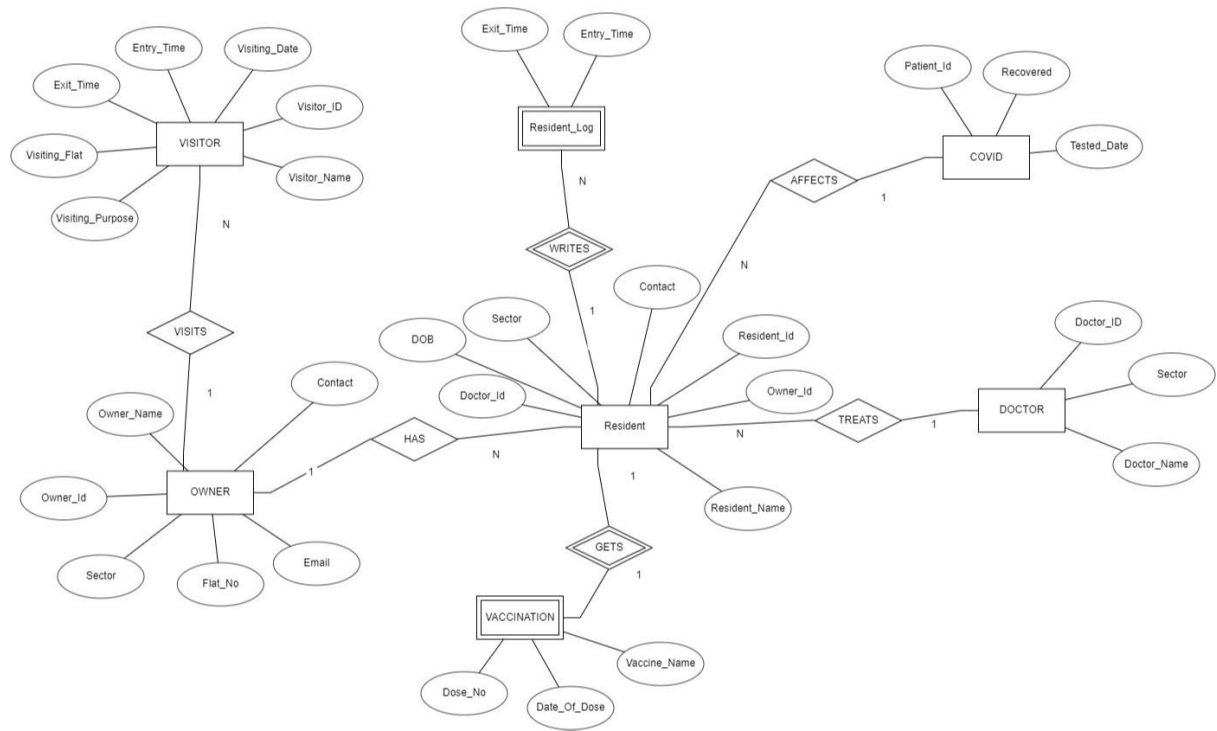 Exit_Time
Entry_Time
Entry_Time
Visiting_Date
Patient_Id
Recovered
Exit_Time
Visitor_ID
Resident_Log
VISITOR
Tested_Date
Visiting_Flat
COVID
Visitor_Name
N
AFFECTS
1
Visiting_Purpose
N
WRITES
N
Contact
1
Sector
Doctor_ID
VISITS
DOB
Resident_Id
Sector
Contact
1
Doctor_Id
Owner_Id
DOCTOR
Owner_Name
Resident
TREATS
1
HAS
N
N
Doctor_Name
1
1
OWNER
Owner_Id
Resident_Name
GETS
Email
Sector
Flat_No
1
VACCINATION
Vaccine_Name
Dose_No
Date_Of_Dose